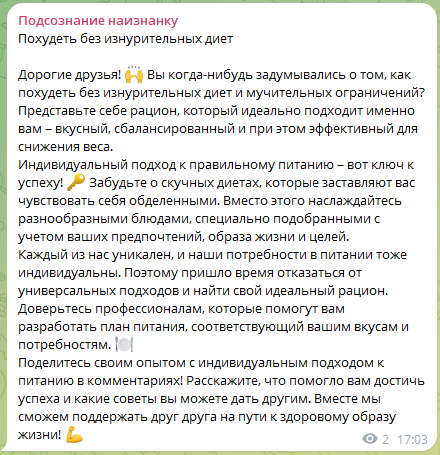 Подсознание наизнанку
Похудеть без изнурительных диет
Дорогие друзья! 🙌 Вы когда-нибудь задумывались о том, как
похудеть без изнурительных диет и мучительных ограничений?
Представьте себе рацион, который идеально подходит именно
вам – вкусный, сбалансированный и при этом эффективный для
снижения веса.
Индивидуальный подход к правильному питанию – вот ключ к
успеху! 🔑 Забудьте о скучных диетах, которые заставляют вас
чувствовать себя обделенными. Вместо этого наслаждайтесь
разнообразными блюдами, специально подобранными с
учетом ваших предпочтений, образа жизни и целей.
Каждый из нас уникален, и наши потребности в питании тоже
индивидуальны. Поэтому пришло время отказаться от
универсальных подходов и найти свой идеальный рацион.
Доверьтесь профессионалам, которые помогут вам
разработать план питания, соответствующий вашим вкусам и
потребностям. 🍽
Поделитесь своим опытом с индивидуальным подходом к
питанию в комментариях! Расскажите, что помогло вам достичь
успеха и какие советы вы можете дать другим. Вместе мы
сможем поддержать друг друга на пути к здоровому образу
жизни! 💪
2 17:03